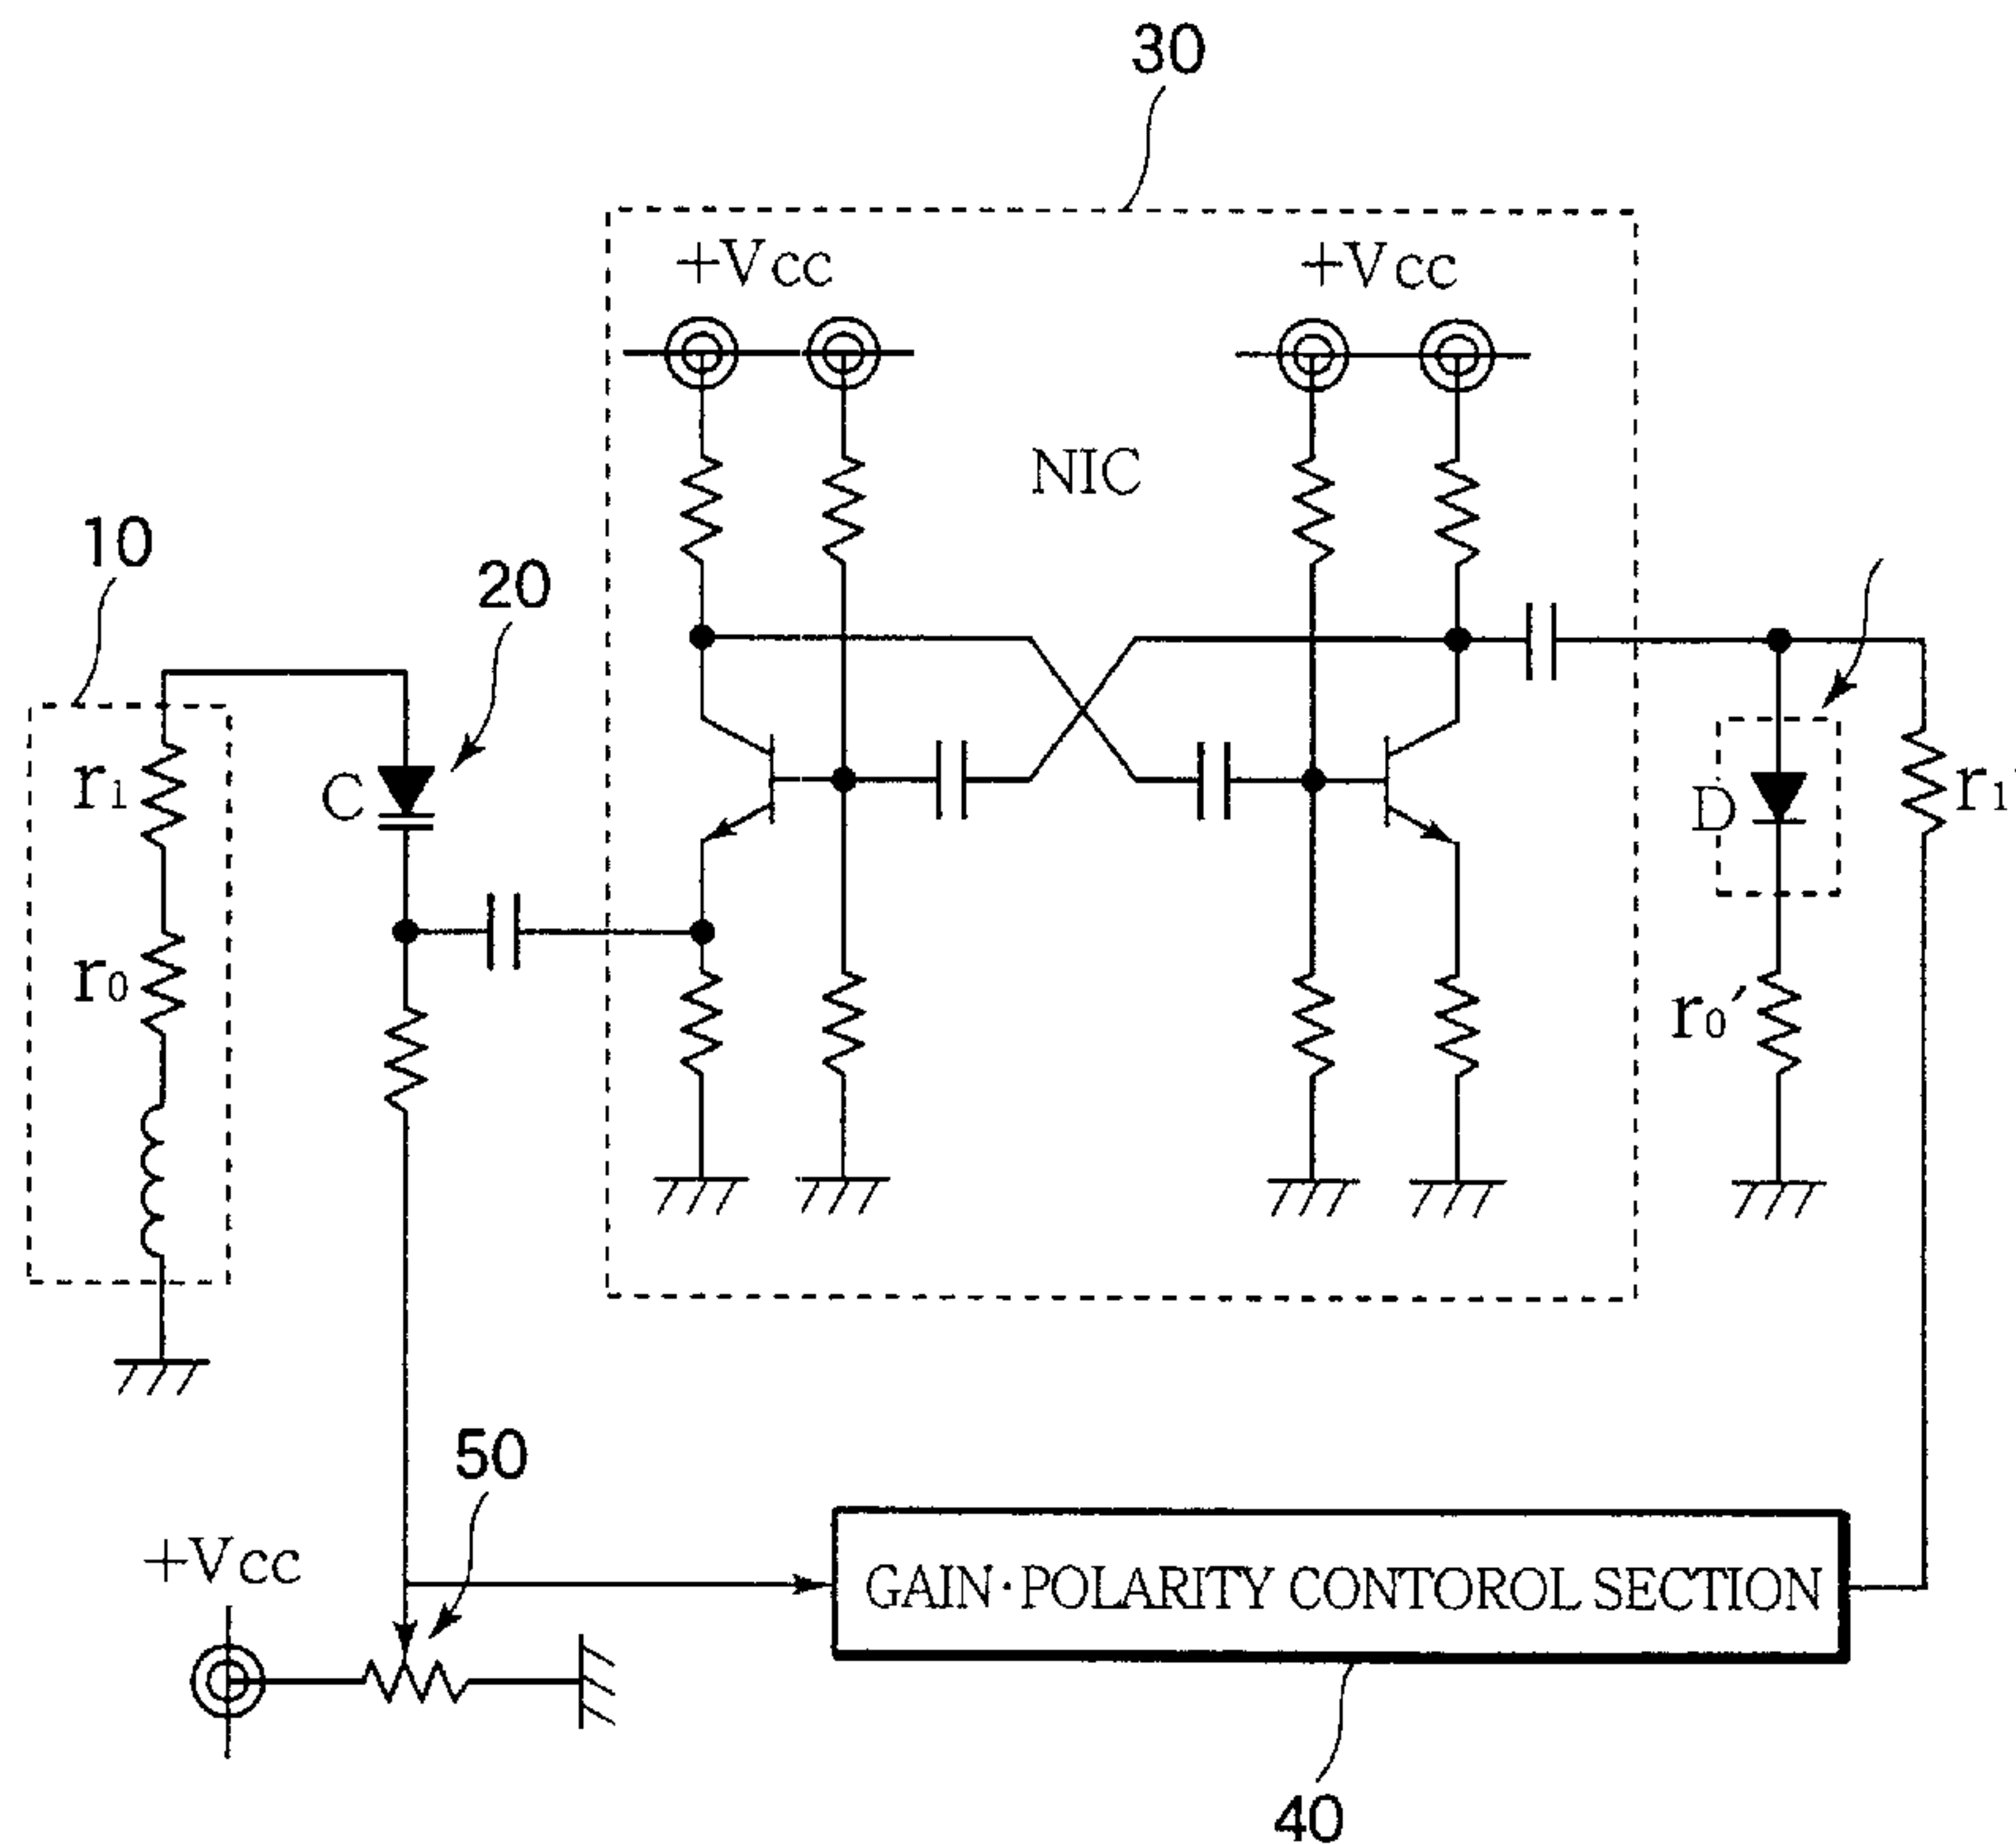 30
+Vcc
+Vcc
NIC
10
20
r1
C
D
r1'
r0
r0'
50
+Vcc
GAIN·POLARITY CONTOROL SECTION
40